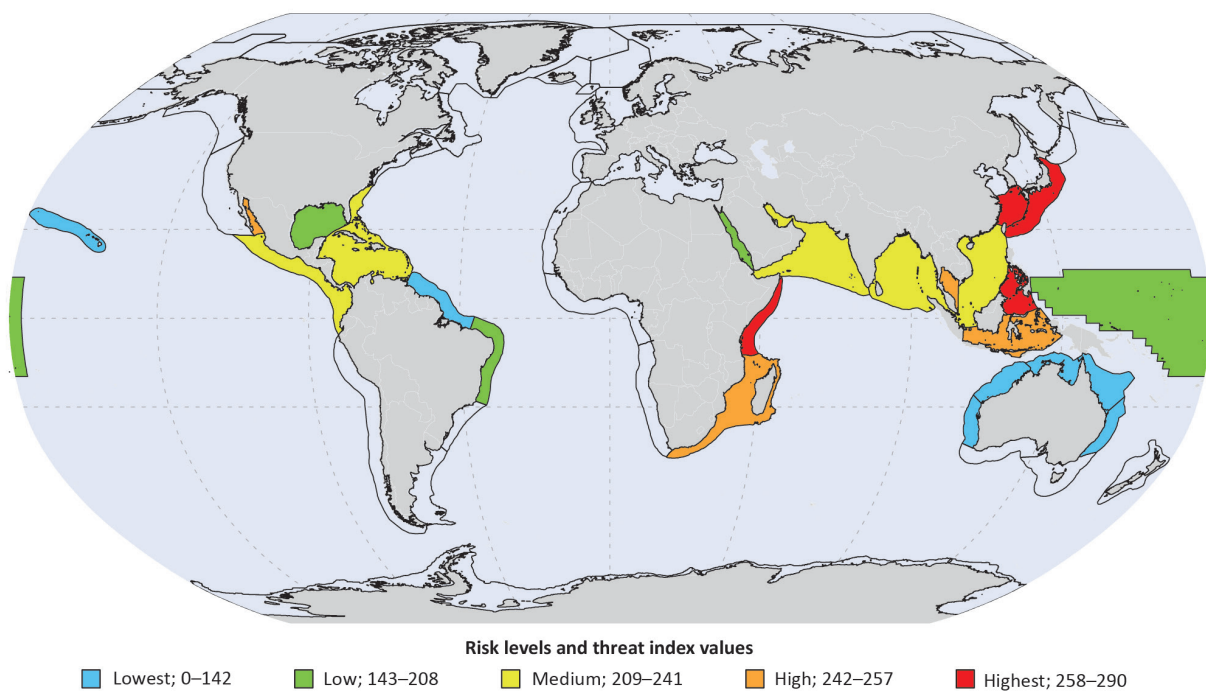 Risk levels and threat index values
Lowest; 0–142 Low; 143–208 Medium; 209–241 High; 242–257 Highest; 258–290